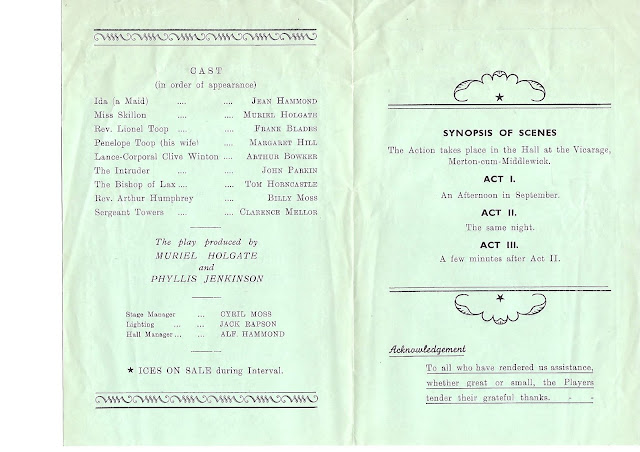 CAST
(in order of appearance)
Ida (a Maid) .... .... JEAN HAMMOND
Miss Skillon .... MURIEL HOLGATE
Rev. Lionel Toop .... .... FRANK BLADES
Penelope Toop (his wife) .... MARGARET HILL
Lance-Corporal Clive Winton .... ARTHUR BOWKER
The Intruder .... .... JOHN PARKIN
The Bishop of Lax .... .... TOM HORNCASTLE
Rev. Arthur Humphrey .... BILLY MOSS
Sergeant Towers .... .... CLARENCE MELLOR
The play produced by
MURIEL HOLGATE
and
PHYLLIS JENKINSON
Stage Manager ... CYRIL MOSS
Lighting ... ... JACK RAPSON
Hall Manager ... ... ALF. HAMMOND
★ ICES ON SALE during Interval.
SYNOPSIS OF SCENES
The Action takes place in the Hall at the Vicarage,
Merton-cum-Middlewick.
ACT I.
An Afternoon in September.
ACT II.
The same night.
ACT III.
A few minutes after Act II.
Acknowledgement
To all who have rendered us assistance,
whether great or small, the Players
tender their grateful thanks. - -